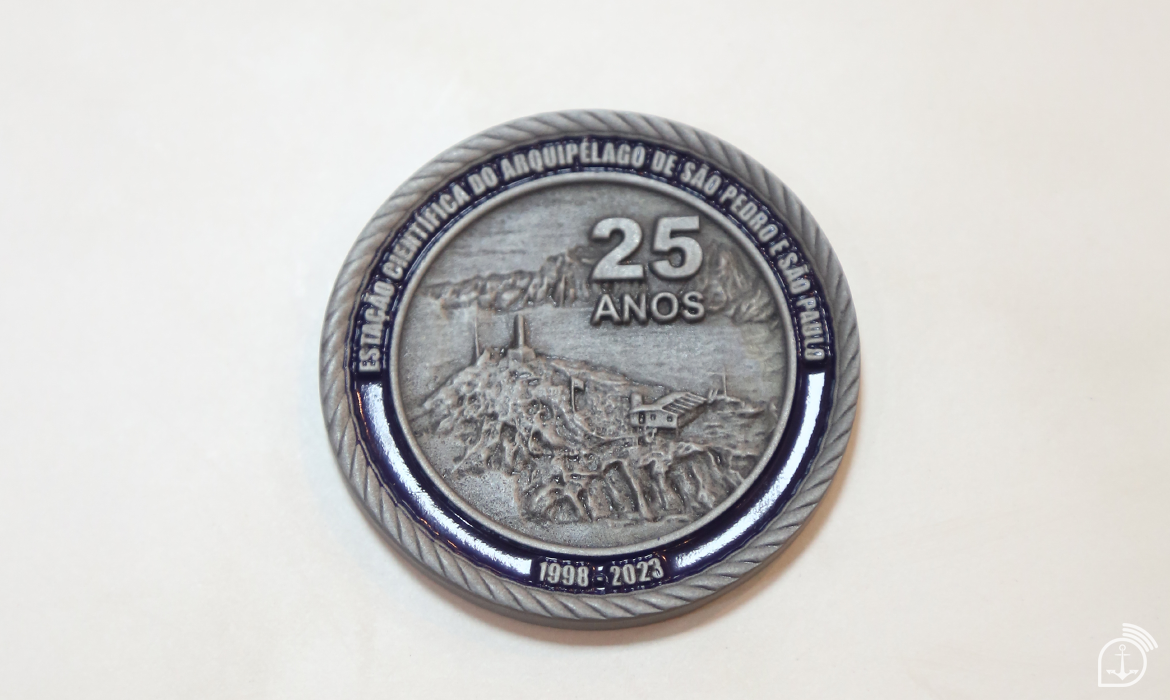 ESTAÇÃO CIENTÍFICA DO ARQUIPÉLAGO DE SÃO PEDRO E SÃO PAULO
25
ANOS
1998 - 2023